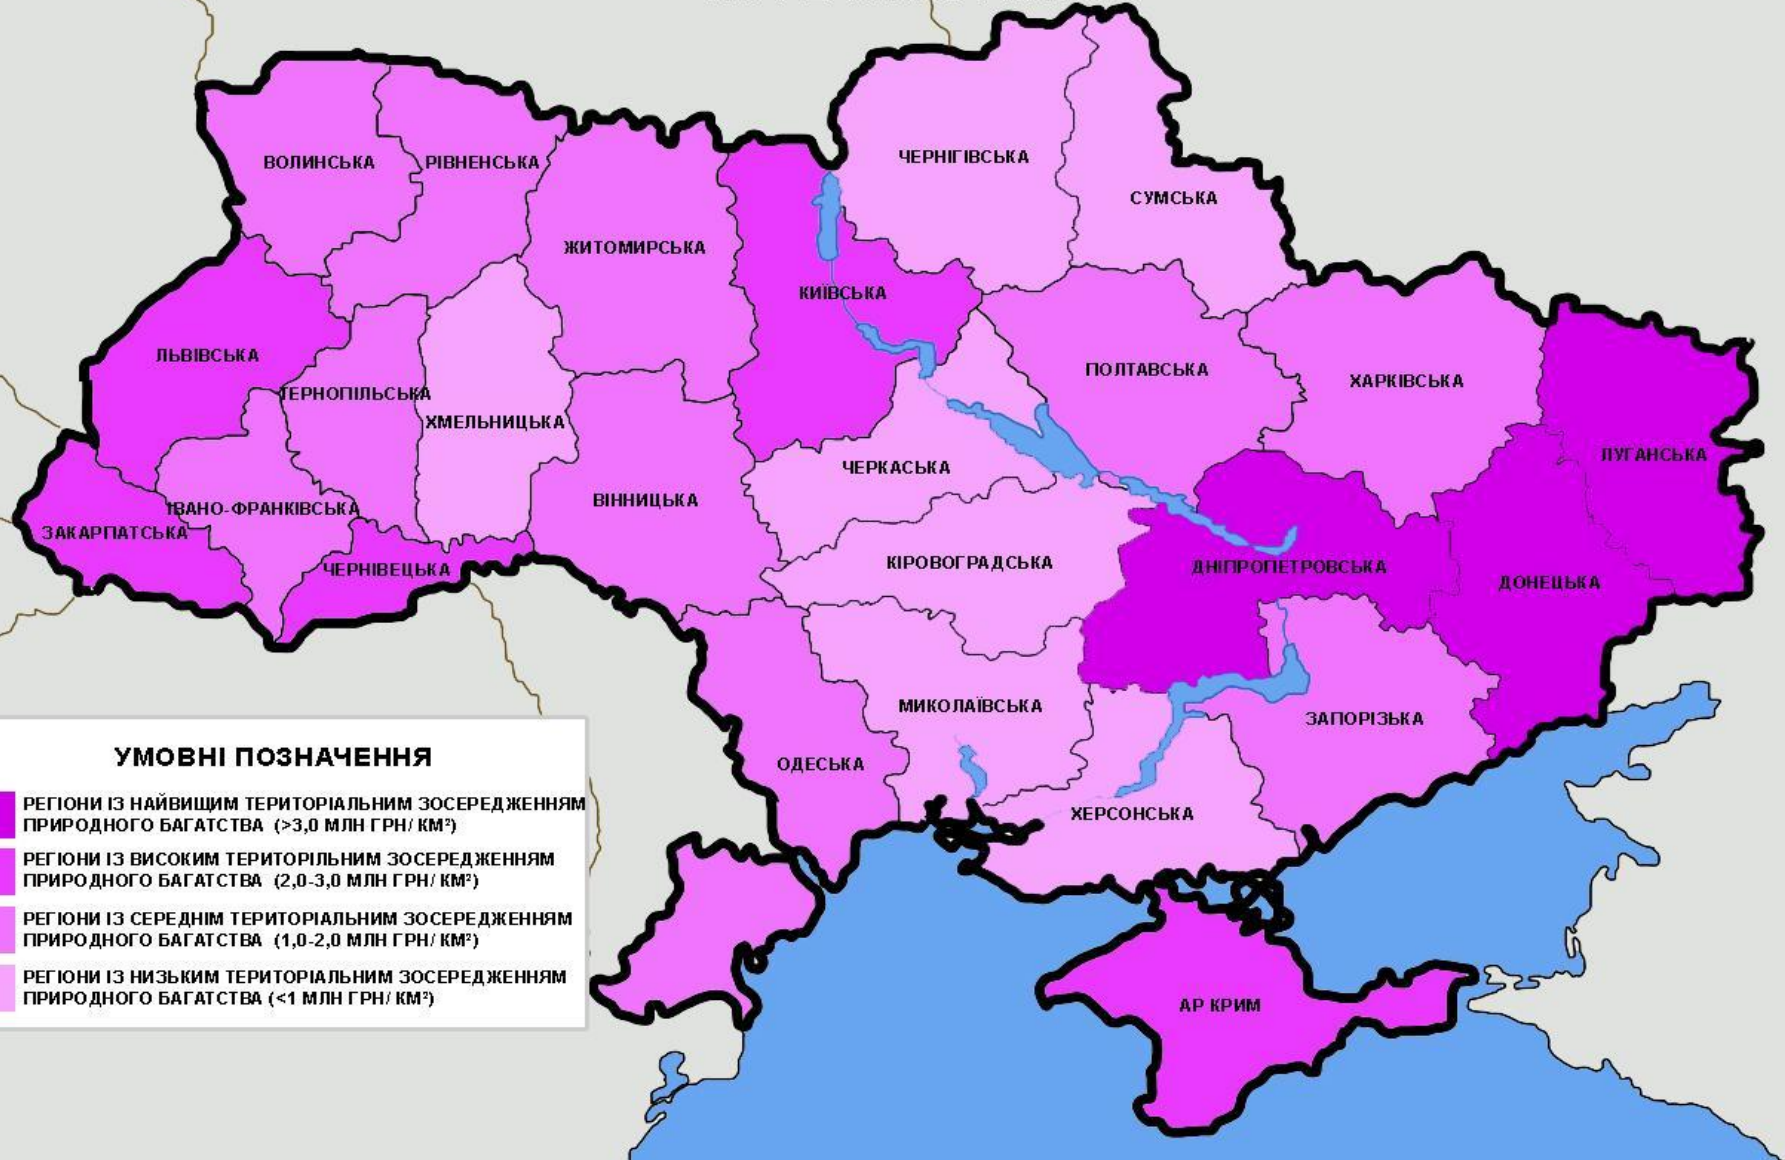 ВОЛИНСЬКА
РІВНЕНСЬКА
ЧЕРНІГІВСЬКА
СУМСЬКА
ЖИТОМИРСЬКА
КИЇВСЬКА
ЛЬВІВСЬКА
ТЕРНОПІЛЬСЬКА
ПОЛТАВСЬКА
ХАРКІВСЬКА
ХМЕЛЬНИЦЬКА
ЛУГАНСЬКА
ЧЕРКАСЬКА
ВІННИЦЬКА
ІВАНО-ФРАНКІВСЬКА
ЗАКАРПАТСЬКА
ЧЕРНІВЕЦЬКА
КІРОВОГРАДСЬКА
ДНІПРОПЕТРОВСЬКА
ДОНЕЦЬКА
МИКОЛАЇВСЬКА
ЗАПОРІЗЬКА
ОДЕСЬКА
ХЕРСОНСЬКА
АР КРИМ
УМОВНІ ПОЗНАЧЕННЯ
РЕГІОНИ ІЗ НАЙВИЩИМ ТЕРИТОРІАЛЬНИМ ЗОСЕРЕДЖЕННЯМ
ПРИРОДНОГО БАГАТСТВА (>3,0 МЛН ГРН/ КМ²)
РЕГІОНИ ІЗ ВИСОКИМ ТЕРИТОРІЛЬНИМ ЗОСЕРЕДЖЕННЯМ
ПРИРОДНОГО БАГАТСТВА (2,0-3,0 МЛН ГРН/ КМ²)
РЕГІОНИ ІЗ СЕРЕДНІМ ТЕРИТОРІАЛЬНИМ ЗОСЕРЕДЖЕННЯМ
ПРИРОДНОГО БАГАТСТВА (1,0-2,0 МЛН ГРН/ КМ²)
РЕГІОНИ ІЗ НИЗЬКИМ ТЕРИТОРІАЛЬНИМ ЗОСЕРЕДЖЕННЯМ
ПРИРОДНОГО БАГАТСТВА (<1 МЛН ГРН/ КМ²)